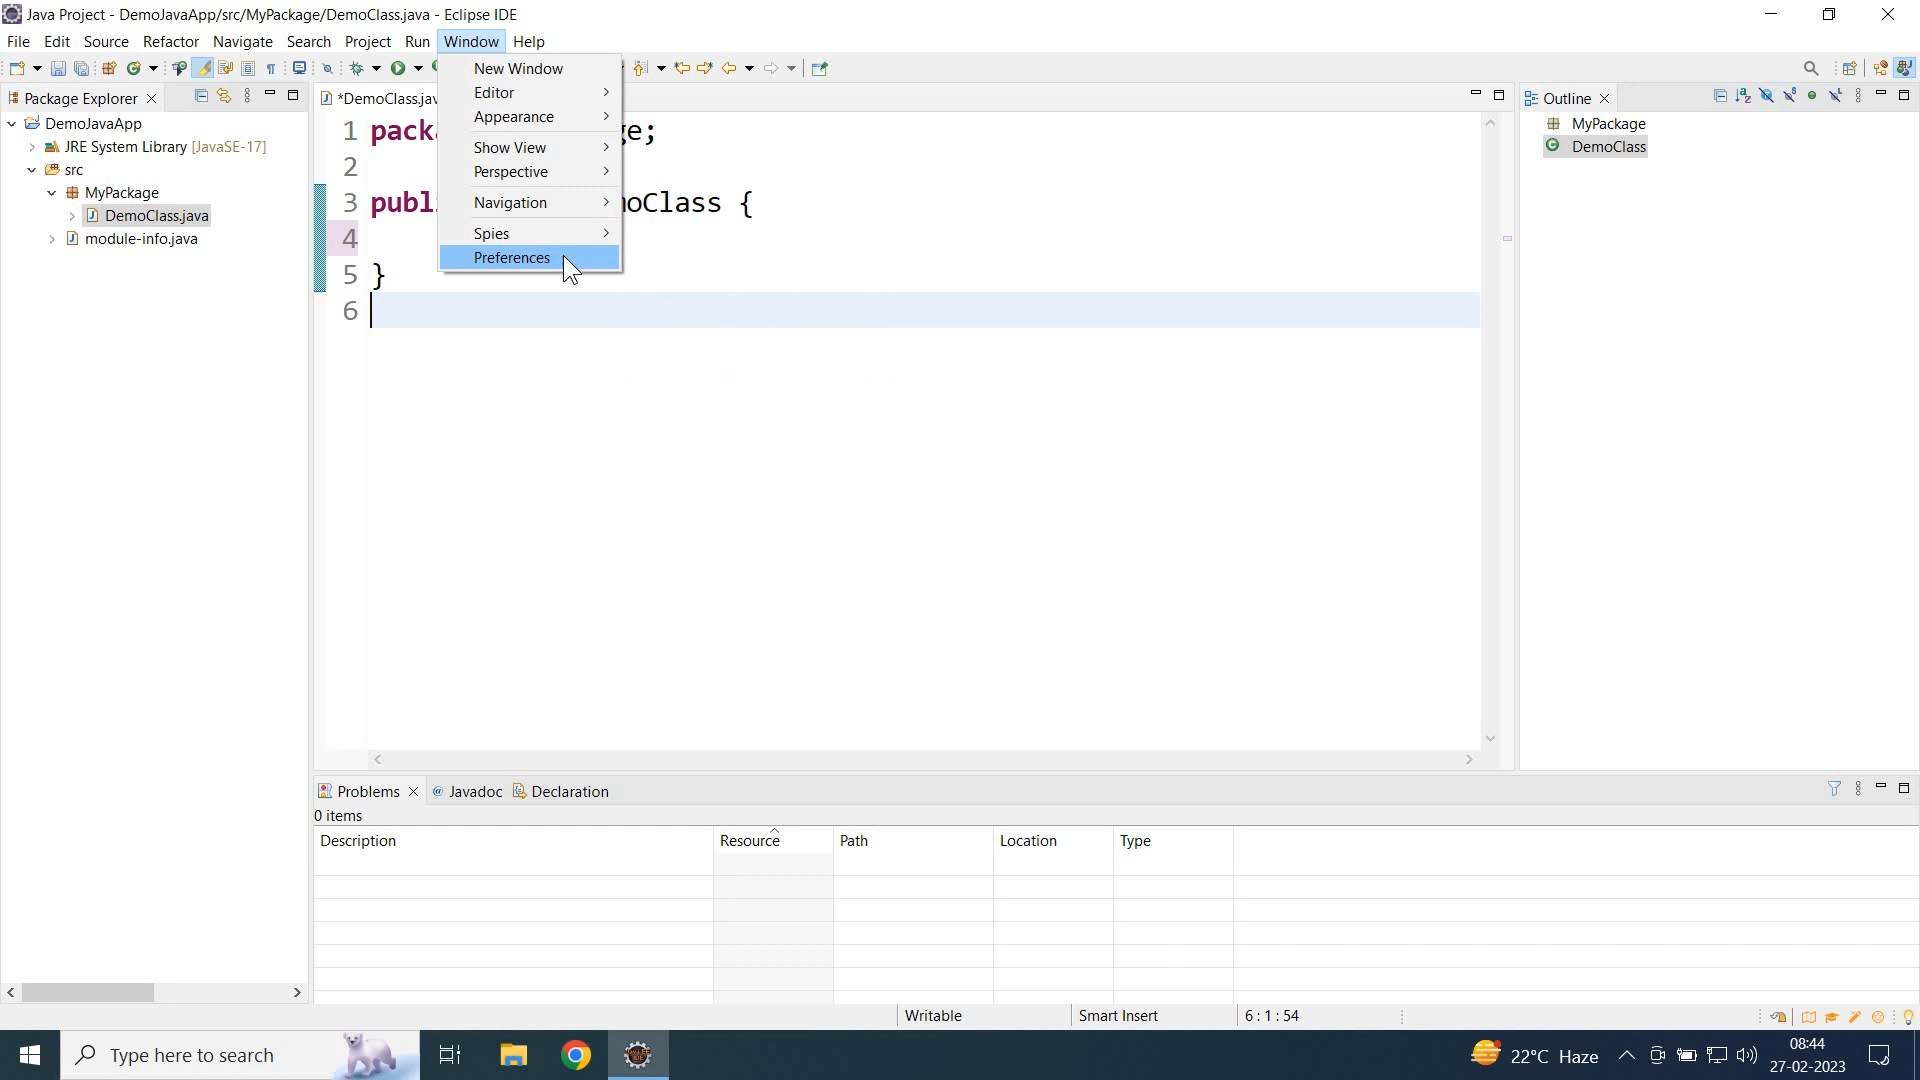 Java Project - DemoJavaApp/src/MyPackage/DemoClass.java - Eclipse IDE
File Edit Source Refactor Navigate Search Project Run Window Help
New Window
Editor
Appearance
Show View
Perspective
Navigation
Spies
Preferences
Package Explorer
DemoJavaApp
JRE System Library [JavaSE-17]
src
MyPackage
DemoClass.java
module-info.java
*DemoClass.jav
1 pack ge;
2
3 publi noClass {
4
5 }
6
Outline
MyPackage
DemoClass
Problems @ Javadoc Declaration
0 items
Description Resource Path Location Type
Writable Smart Insert 6 : 1 : 54
Type here to search
22°C Haze
08:44
27-02-2023